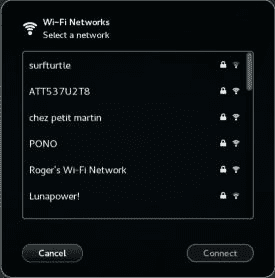 Wi-Fi Networks
Select a network
surfturtle
ATT537U2T8
chez petit martin
PONO
Roger's Wi-Fi Network
Lunapower!
Cancel
Connect